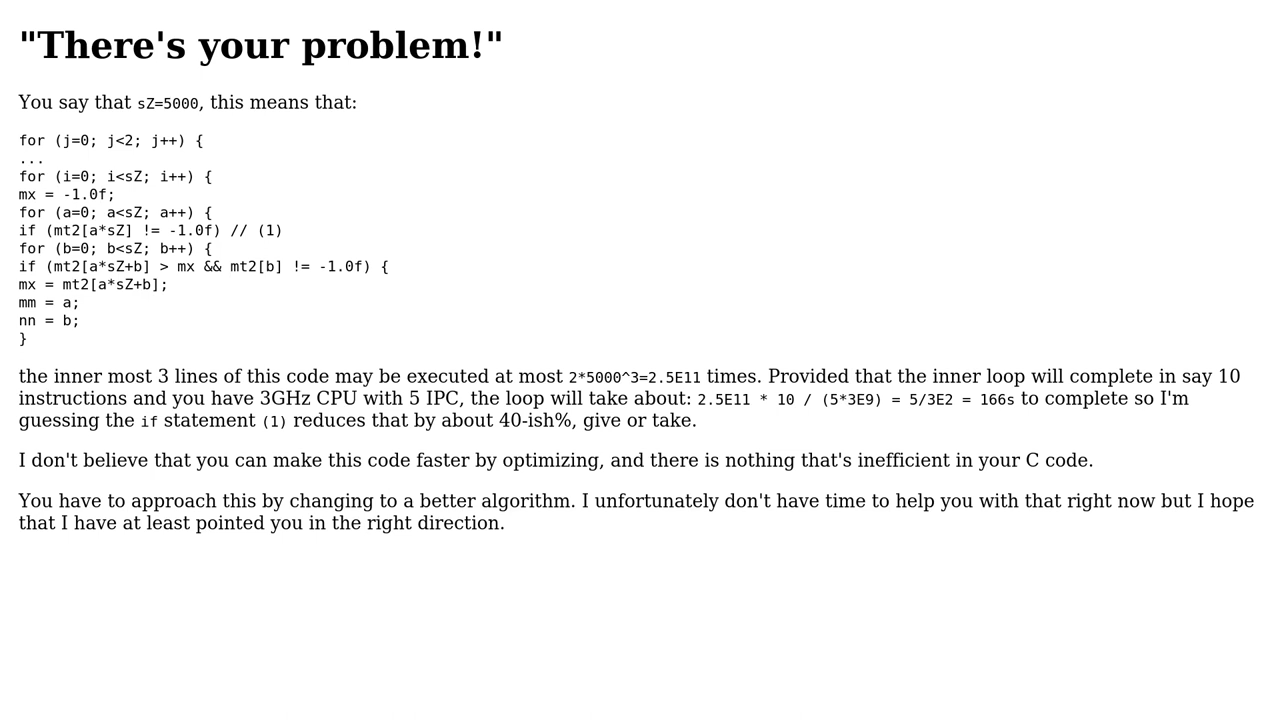 "There's your problem!"
You say that sZ=5000, this means that:
for (j=0; j<2; j++) {
...
for (i=0; i<sZ; i++) {
mx = -1.0f;
for (a=0; a<sZ; a++) {
if (mt2[a*sZ] != -1.0f) // (1)
for (b=0; b<sZ; b++) {
if (mt2[a*sZ+b] > mx && mt2[b] != -1.0f) {
mx = mt2[a*sZ+b];
mm = a;
nn = b;
}
the inner most 3 lines of this code may be executed at most 2*5000^3=2.5E11 times. Provided that the inner loop will complete in say 10
instructions and you have 3GHz CPU with 5 IPC, the loop will take about: 2.5E11 * 10 / (5*3E9) = 5/3E2 = 166s to complete so I'm
guessing the if statement (1) reduces that by about 40-ish%, give or take.
I don't believe that you can make this code faster by optimizing, and there is nothing that's inefficient in your C code.
You have to approach this by changing to a better algorithm. I unfortunately don't have time to help you with that right now but I hope
that I have at least pointed you in the right direction.